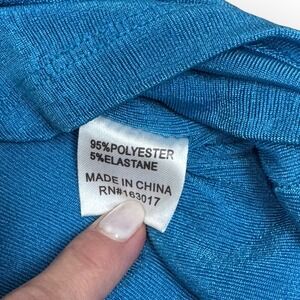 95%POLYESTER
5%ELASTANE
MADE IN CHINA
RN#163017